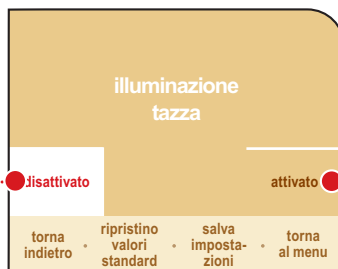 illuminazione
tazza
disattivato
attivato
torna
indietro
ripristino
valori
standard
salva
imposta-
zioni
torna
al menu